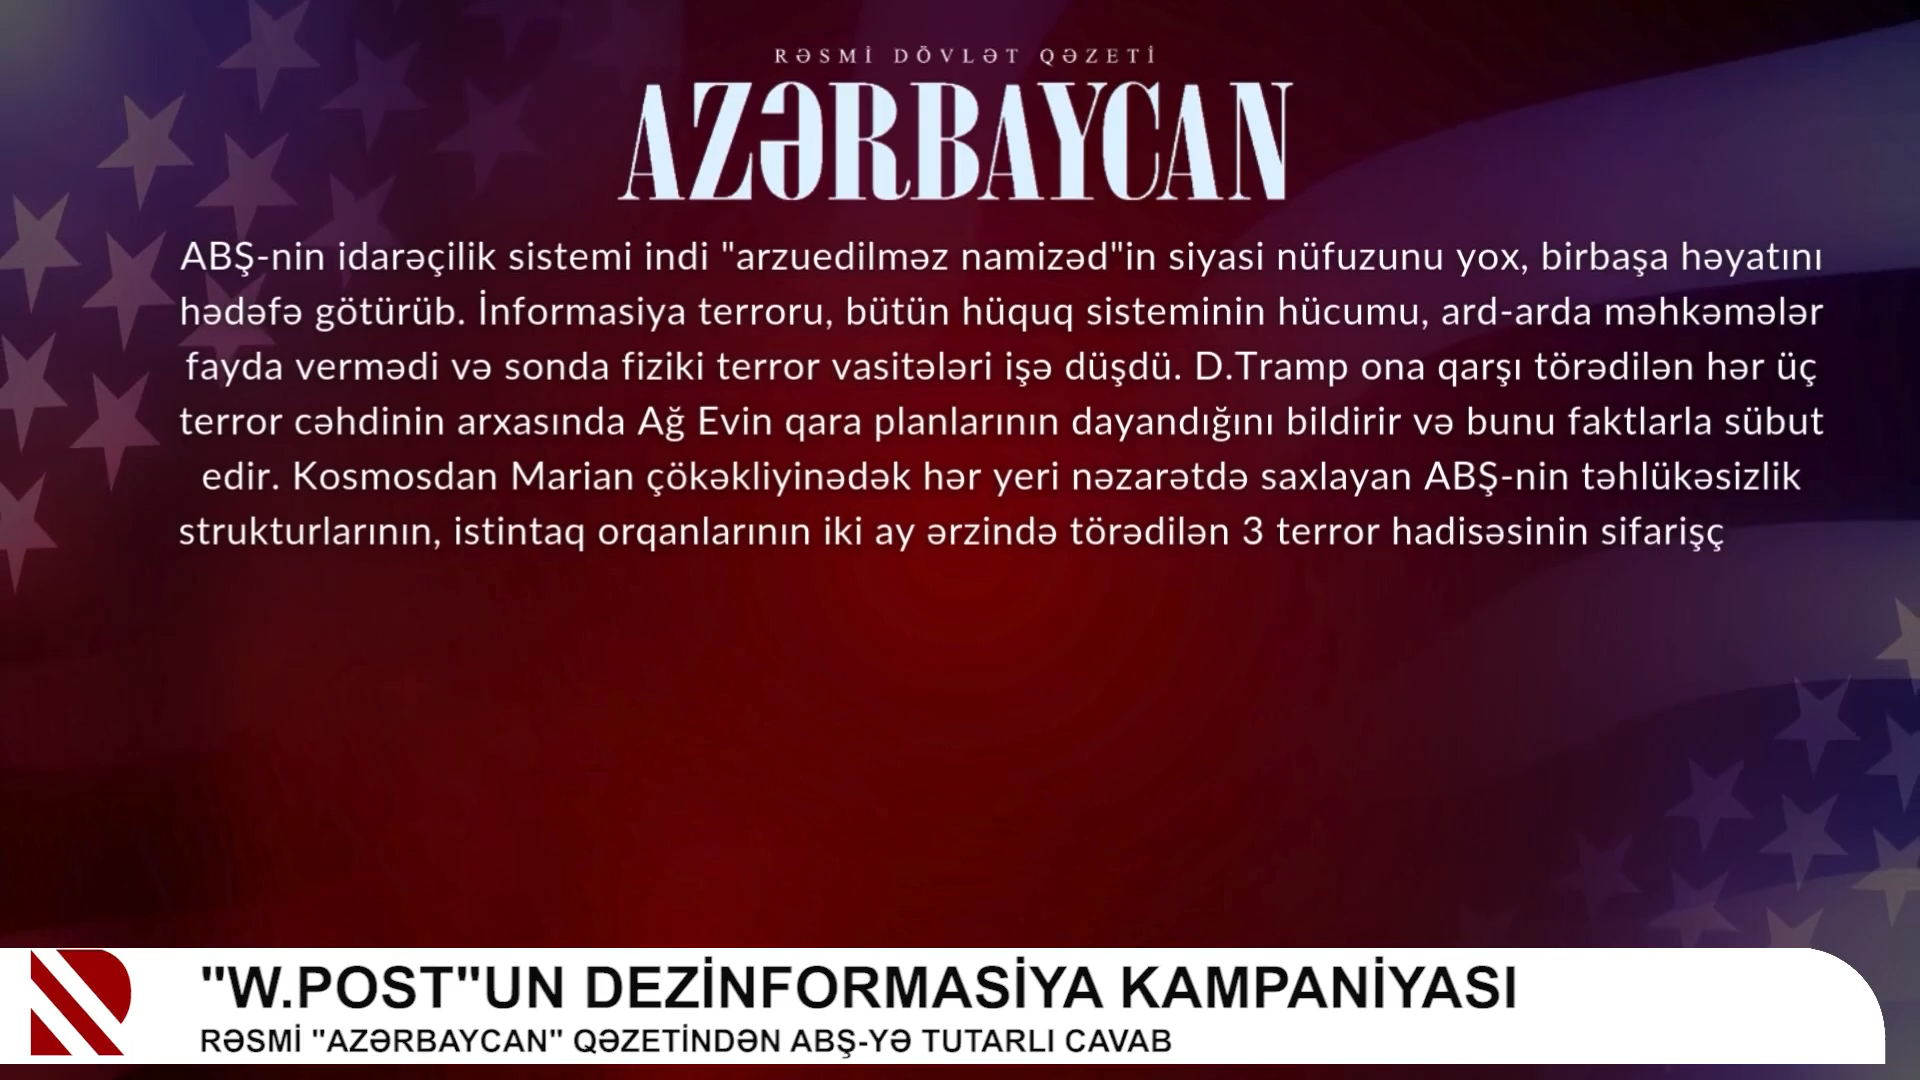 RƏSMİ DÖVLƏT QƏZETİ
AZƏRBAYCAN
ABŞ-nin idarəçilik sistemi indi "arzuedilməz namizəd"in siyasi nüfuzunu yox, birbaşa həyatını
hədəfə götürüb. İnformasiya terroru, bütün hüquq sisteminin hücumu, ard-arda məhkəmələr
fayda vermədi və sonda fiziki terror vasitələri işə düşdü. D.Tramp ona qarşı törədilən hər üç
terror cəhdinin arxasında Ağ Evin qara planlarının dayandığını bildirir və bunu faktlarla sübut
edir. Kosmosdan Marian çökəkliyinədək hər yeri nəzarətdə saxlayan ABŞ-nin təhlükəsizlik
strukturlarının, istintaq orqanlarının iki ay ərzində törədilən 3 terror hadisəsinin sifarişç
"W.POST"UN DEZİNFORMASİYA KAMPANİYASI
RƏSMİ "AZƏRBAYCAN" QƏZETİNDƏN ABŞ-YƏ TUTARLI CAVAB